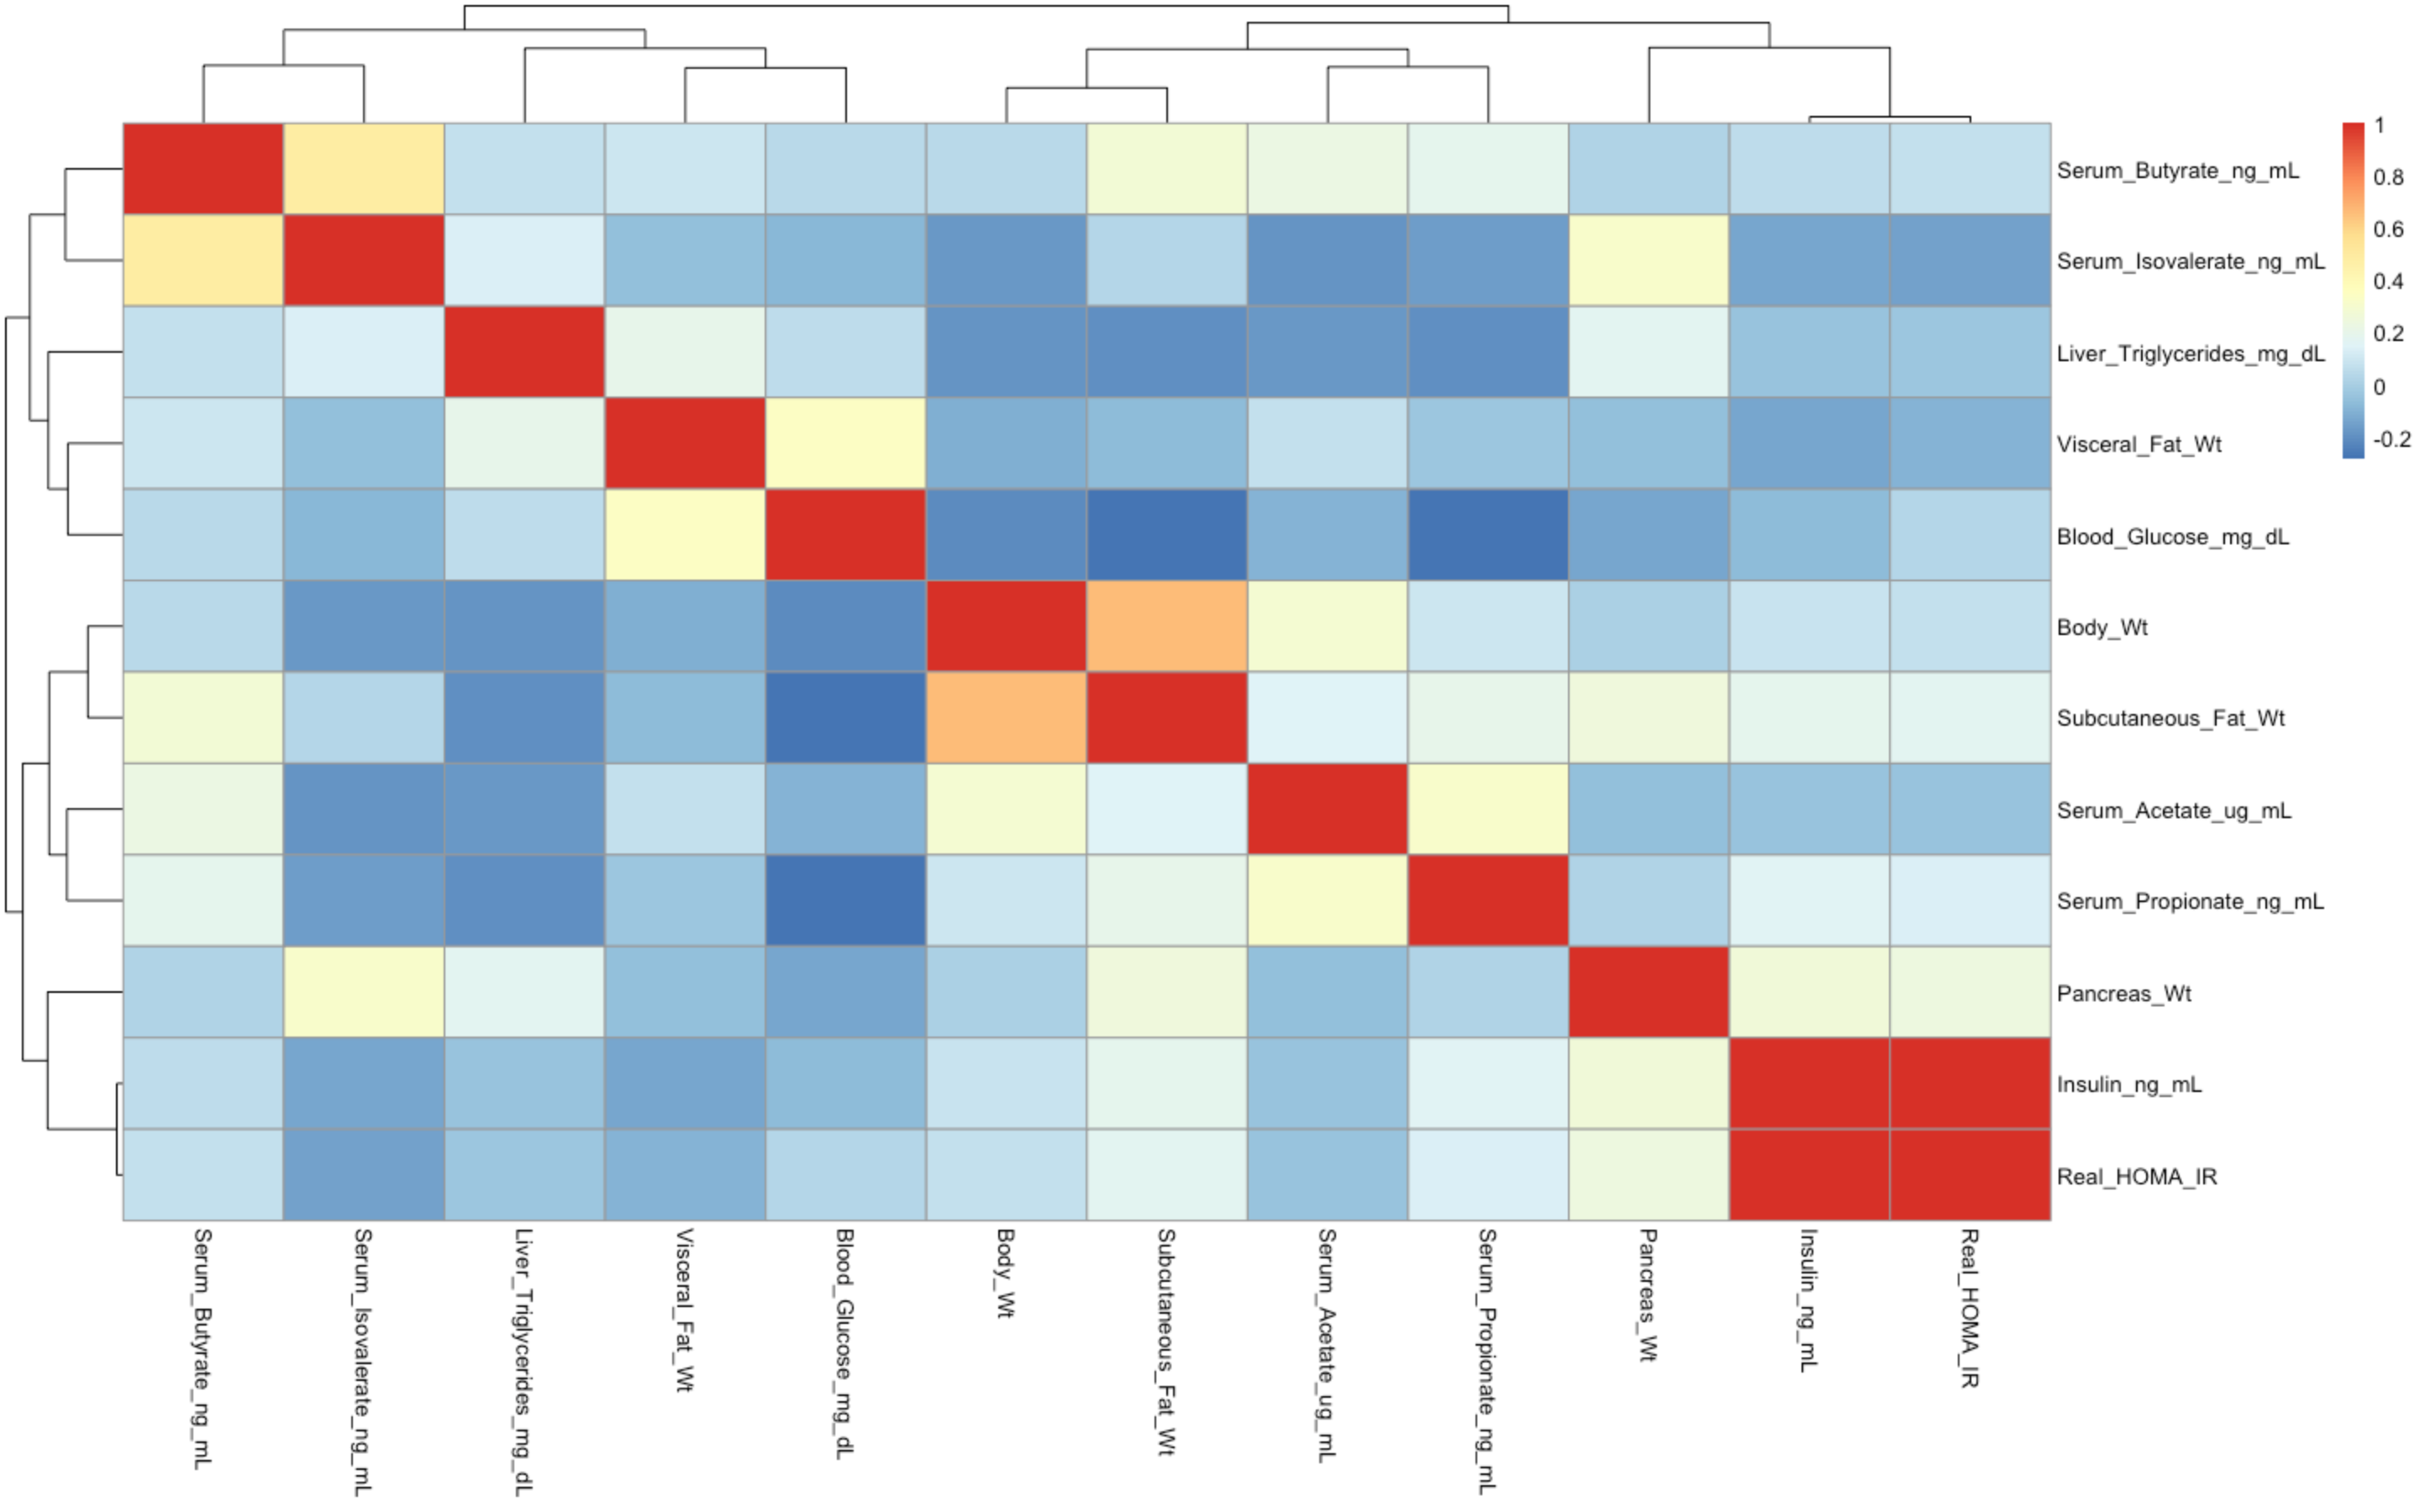 1
0.8
0.6
0.4
0.2
0
-0.2
Serum_Butyrate_ng_mL
Serum_Isovalerate_ng_mL
Liver_Triglycerides_mg_dL
Visceral_Fat_Wt
Blood_Glucose_mg_dL
Body_Wt
Subcutaneous_Fat_Wt
Serum_Acetate_ug_mL
Serum_Propionate_ng_mL
Pancreas_Wt
Insulin_ng_mL
Real_HOMA_IR
Serum_Butyrate_ng_mL
Serum_Isovalerate_ng_mL
Liver_Triglycerides_mg_dL
Visceral_Fat_Wt
Blood_Glucose_mg_dL
Body_Wt
Subcutaneous_Fat_Wt
Serum_Acetate_ug_mL
Serum_Propionate_ng_mL
Pancreas_Wt
Insulin_ng_mL
Real_HOMA_IR